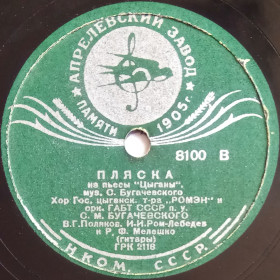 АПРЕЛЕВСКИЙ ЗАВОД
ПАМЯТИ 1905 г.
8100 В
ПЛЯСКА
из пьесы "Цыганы",
муз. С. Бугачевского
Хор Гос. цыганск. т-ра „РОМЭН" и
орк. ГАБТ СССР п. у.
С. М. БУГАЧЕВСКОГО
В. Г. Поляков, И. И. Ром-Лебедев
и Р. Ф. Мелешко
(гитары)
ГРК 2118
НКОМ. СССР.